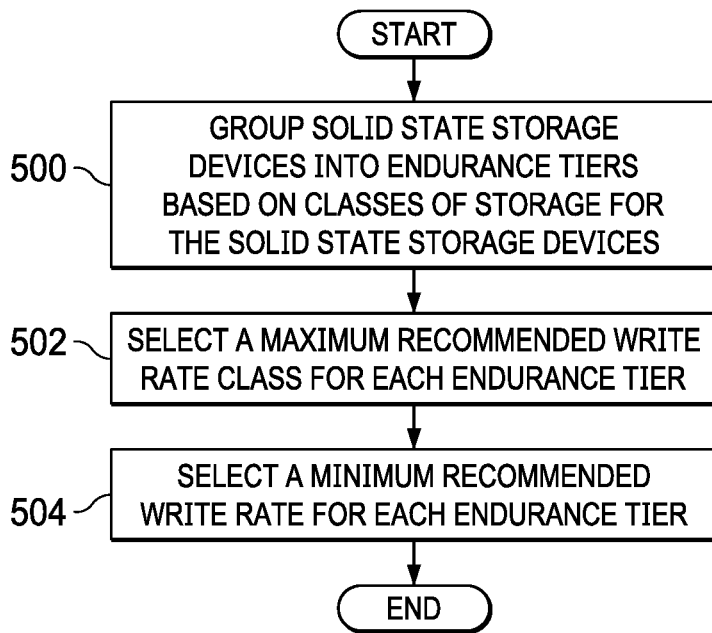 START
500
GROUP SOLID STATE STORAGE
DEVICES INTO ENDURANCE TIERS
BASED ON CLASSES OF STORAGE FOR
THE SOLID STATE STORAGE DEVICES
502
SELECT A MAXIMUM RECOMMENDED WRITE
RATE CLASS FOR EACH ENDURANCE TIER
504
SELECT A MINIMUM RECOMMENDED
WRITE RATE FOR EACH ENDURANCE TIER
END